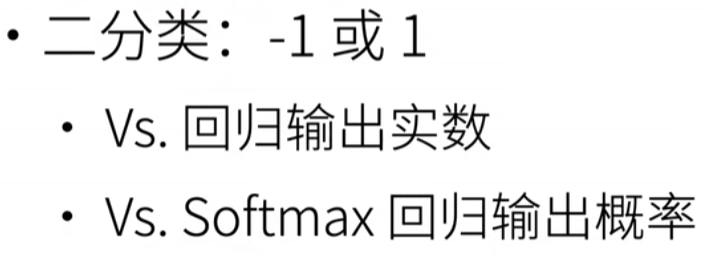 • 二分类：-1 或 1
• Vs. 回归输出实数
• Vs. Softmax 回归输出概率